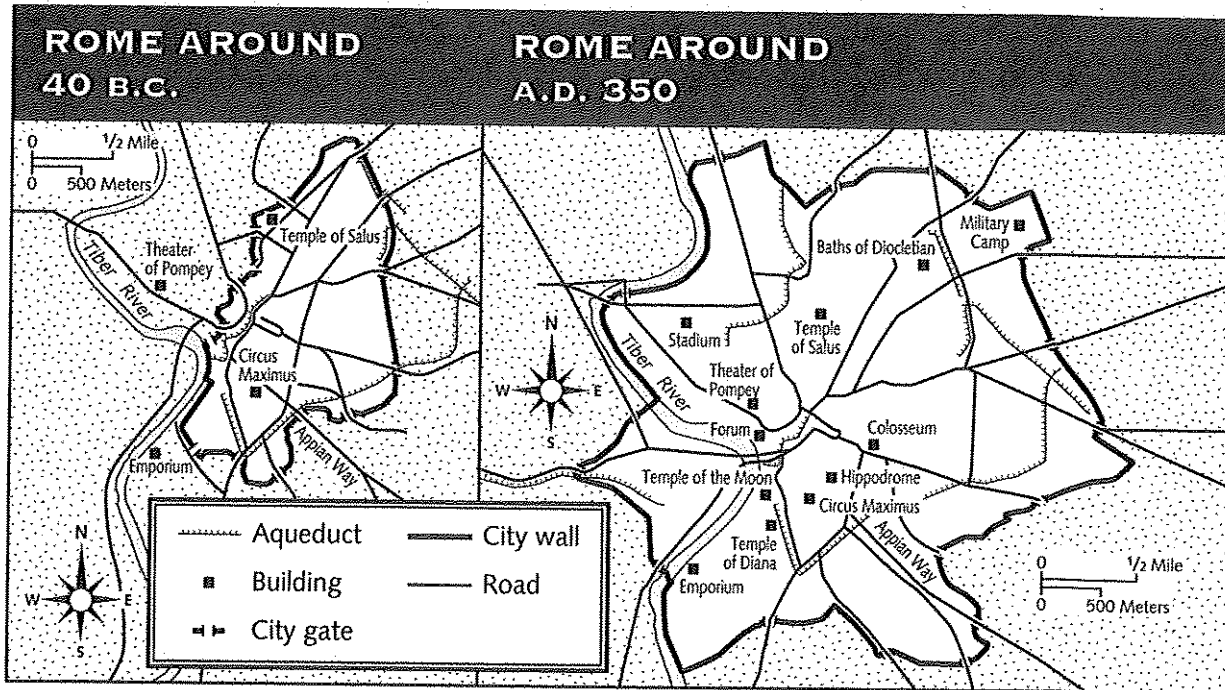 ROME AROUND
40 B.C.
ROME AROUND
A.D. 350
0 1/2 Mile
0 500 Meters
Temple of Salus
Theater
of Pompey
Tiber River
Circus
Maximus
Emporium
Appian Way
N
W E
S
Aqueduct
Building
City gate
City wall
Road
Military
Camp
Baths of Diocletian
Stadium
Temple
of Salus
N
W E
S
Tiber River
Theater of
Pompey
Forum
Colosseum
Temple of the Moon
Hippodrome
Circus Maximus
Temple
of Diana
Emporium
Appian Way
0 1/2 Mile
0 500 Meters